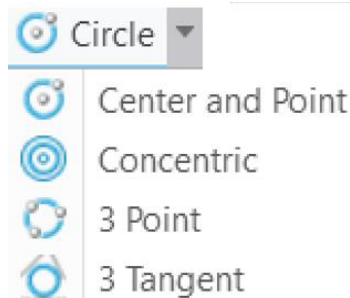 Circle
Center and Point
Concentric
3 Point
3 Tangent